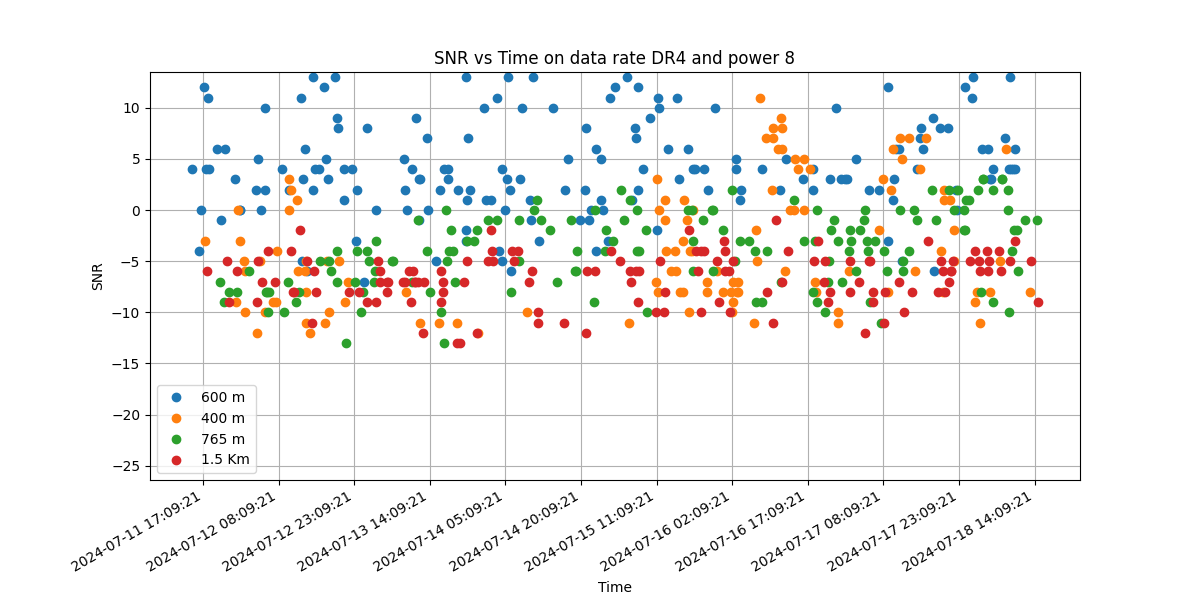 SNR vs Time on data rate DR4 and power 8
SNR
10
5
0
−5
−10
−15
−20
−25
600 m
400 m
765 m
1.5 Km
2024-07-11 17:09:21
2024-07-12 08:09:21
2024-07-12 23:09:21
2024-07-13 14:09:21
2024-07-14 05:09:21
2024-07-14 20:09:21
2024-07-15 11:09:21
2024-07-16 02:09:21
2024-07-16 17:09:21
2024-07-17 08:09:21
2024-07-17 23:09:21
2024-07-18 14:09:21
Time